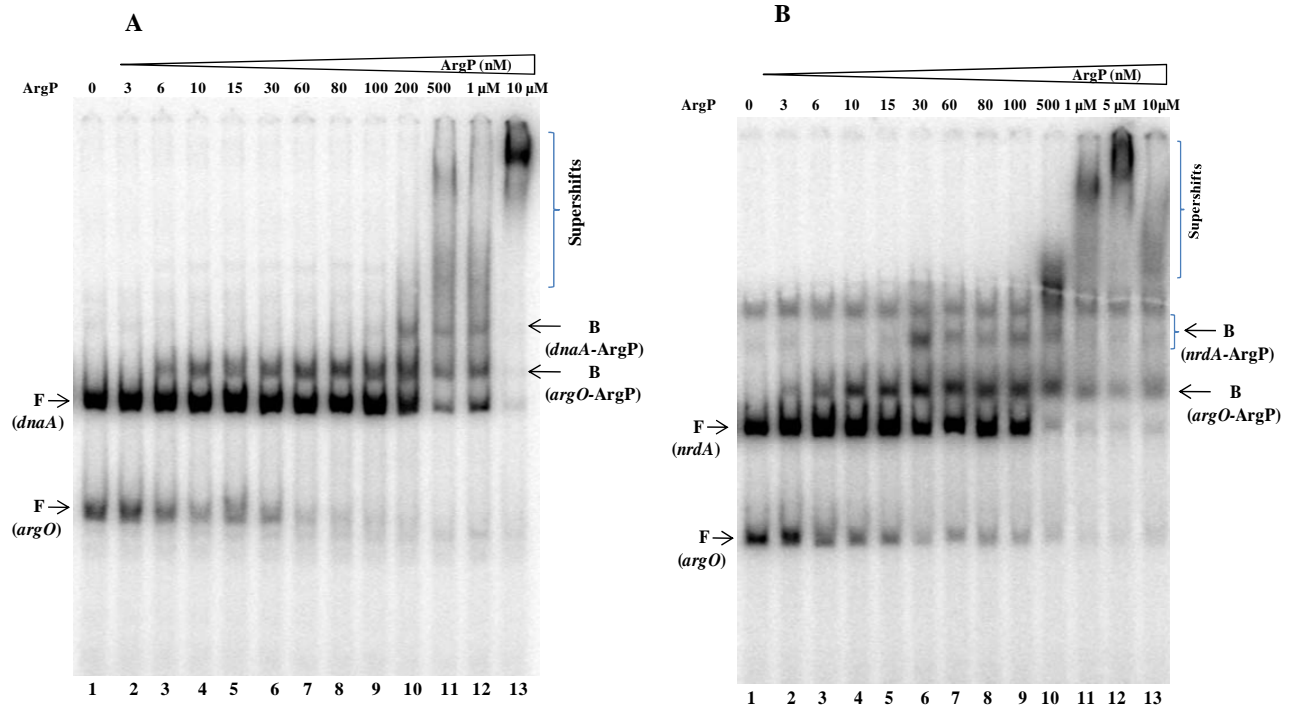 A
ArgP (nM)
ArgP 0 3 6 10 15 30 60 80 100 200 500 1 μM 10 μM
Supershifts
B
(dnaA-ArgP)
B
(argO-ArgP)
F
(dnaA)
F
(argO)
1 2 3 4 5 6 7 8 9 10 11 12 13
B
ArgP (nM)
ArgP 0 3 6 10 15 30 60 80 100 500 1 μM 5 μM 10μM
Supershifts
B
(nrdA-ArgP)
B
(argO-ArgP)
F
(nrdA)
F
(argO)
1 2 3 4 5 6 7 8 9 10 11 12 13